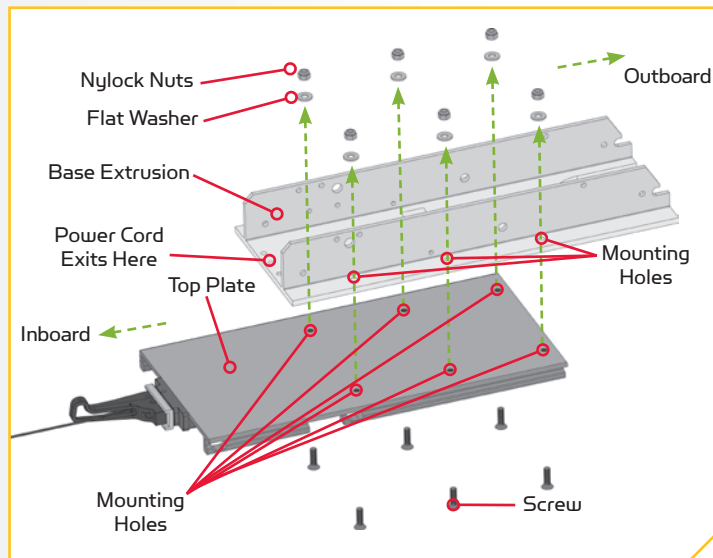 Nylock Nuts
Outboard
Flat Washer
Base Extrusion
Power Cord
Exits Here
Mounting
Holes
Top Plate
Inboard
Mounting
Holes
Screw